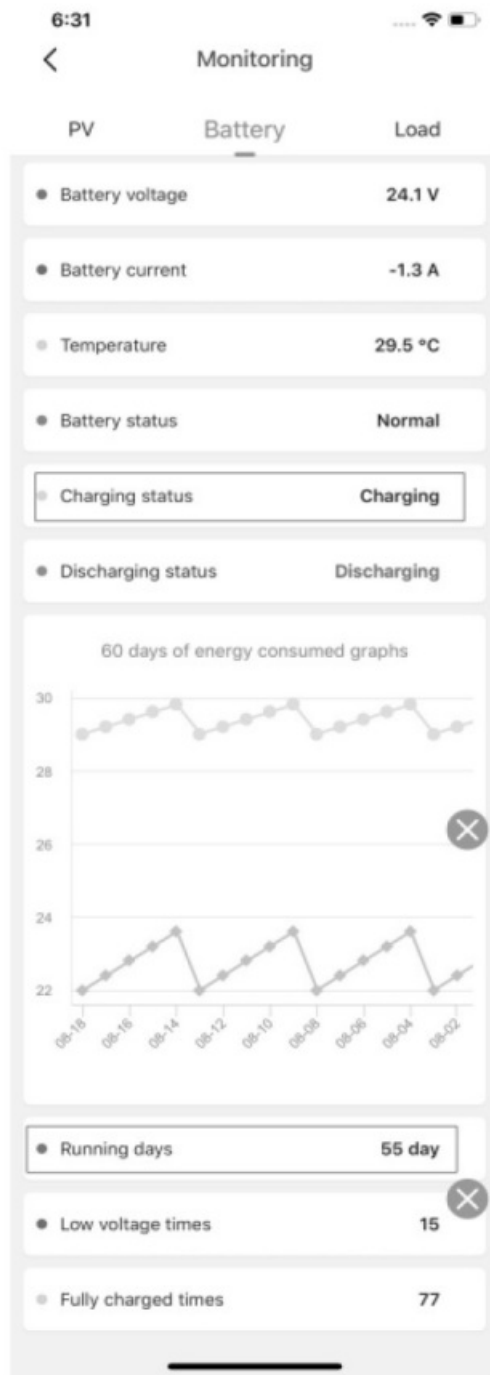 6:31
Monitoring
PV Battery Load
Battery voltage 24.1 V
Battery current -1.3 A
Temperature 29.5 °C
Battery status Normal
Charging status Charging
Discharging status Discharging
60 days of energy consumed graphs
30
28
26
24
22
08-18 08-16 08-14 08-12 08-10 08-08 08-06 08-04 08-02
Running days 55 day
Low voltage times 15
Fully charged times 77